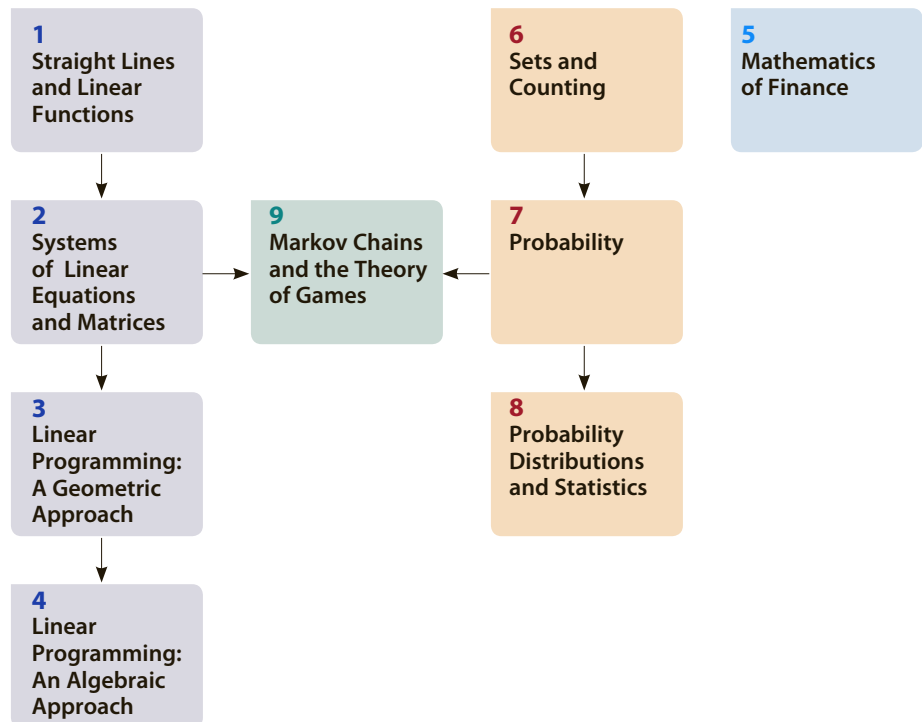 1
Straight Lines
and Linear
Functions
6
Sets and
Counting
5
Mathematics
of Finance
2
Systems
of Linear
Equations
and Matrices
9
Markov Chains
and the Theory
of Games
7
Probability
3
Linear
Programming:
A Geometric
Approach
8
Probability
Distributions
and Statistics
4
Linear
Programming:
An Algebraic
Approach